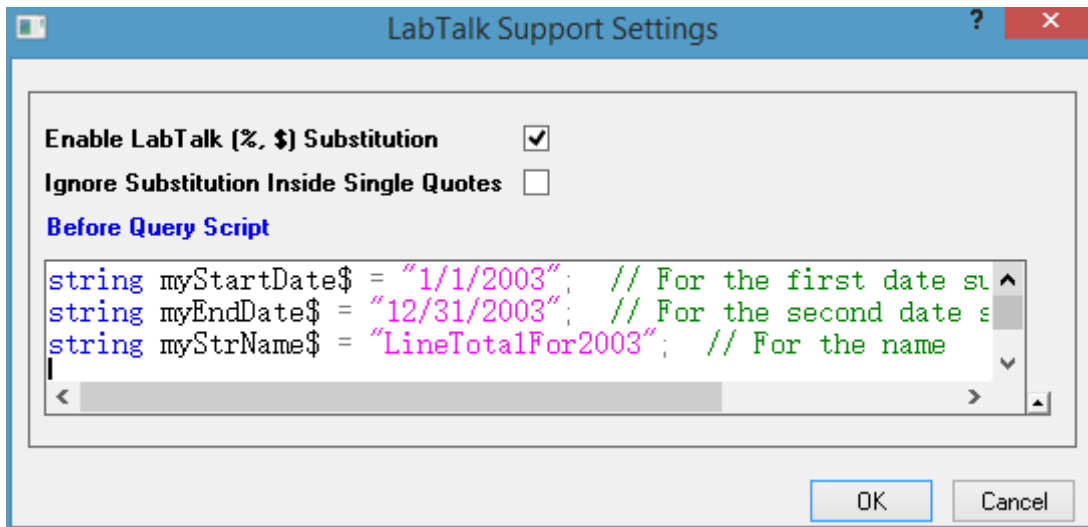 LabTalk Support Settings
?
Enable LabTalk (%, $) Substitution
Ignore Substitution Inside Single Quotes
Before Query Script
string myStartDate$ = "1/1/2003"; // For the first date
string myEndDate$ = "12/31/2003"; // For the second date
string myStrName$ = "LineTotalFor2003"; // For the name
OK
Cancel